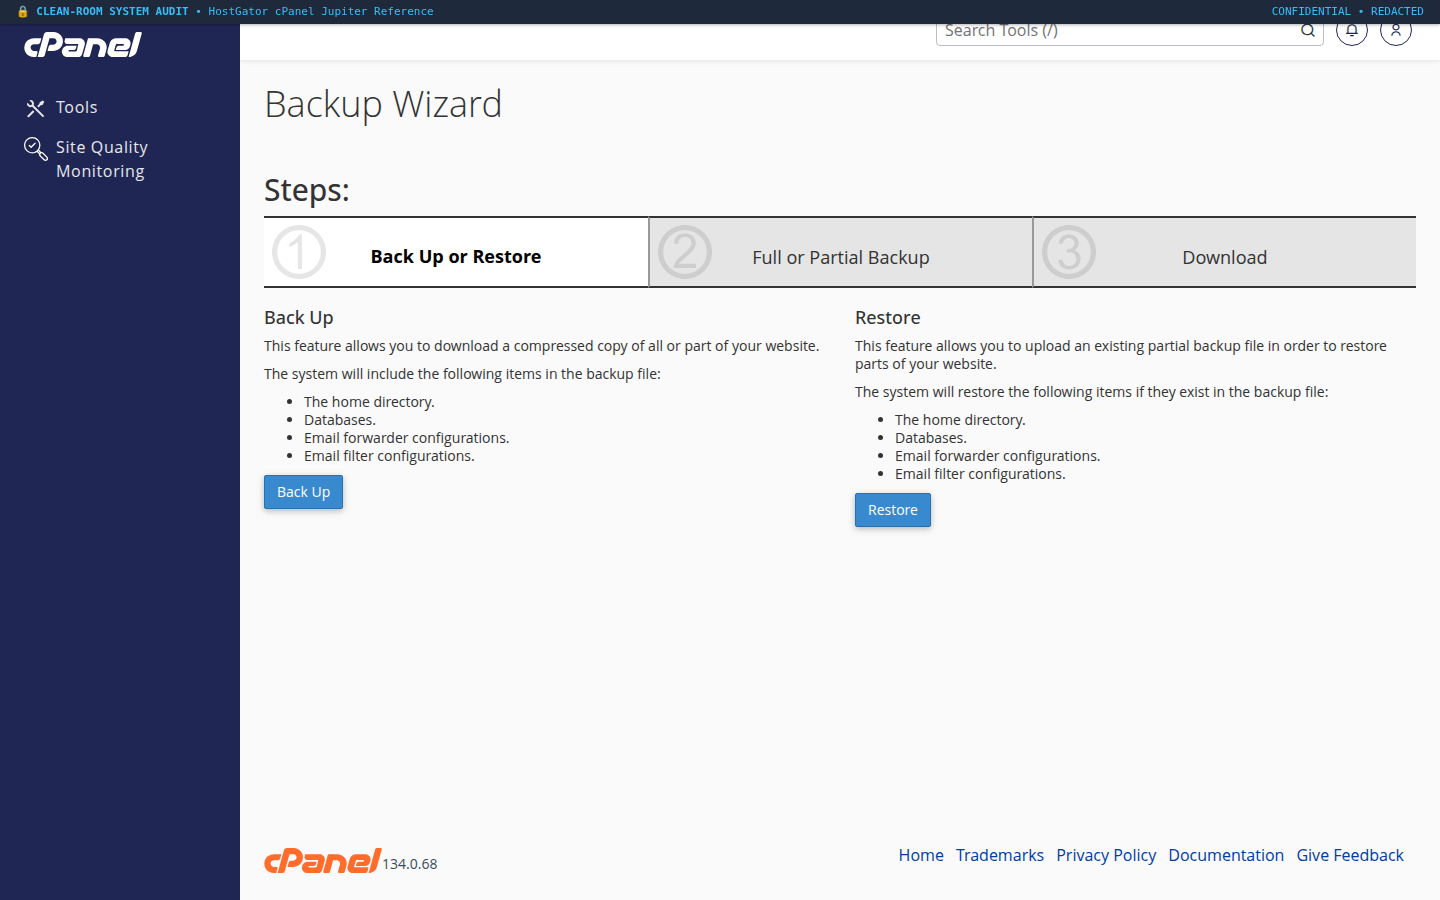 🔒 CLEAN-ROOM SYSTEM AUDIT • HostGator cPanel Jupiter Reference
CONFIDENTIAL • REDACTED
cPanel
Search Tools (/)
Tools
Site Quality
Monitoring
Backup Wizard
Steps:
1 Back Up or Restore
2 Full or Partial Backup
3 Download
Back Up
This feature allows you to download a compressed copy of all or part of your website.
The system will include the following items in the backup file:
• The home directory.
• Databases.
• Email forwarder configurations.
• Email filter configurations.
Back Up
Restore
This feature allows you to upload an existing partial backup file in order to restore
parts of your website.
The system will restore the following items if they exist in the backup file:
• The home directory.
• Databases.
• Email forwarder configurations.
• Email filter configurations.
Restore
cPanel 134.0.68
Home Trademarks Privacy Policy Documentation Give Feedback